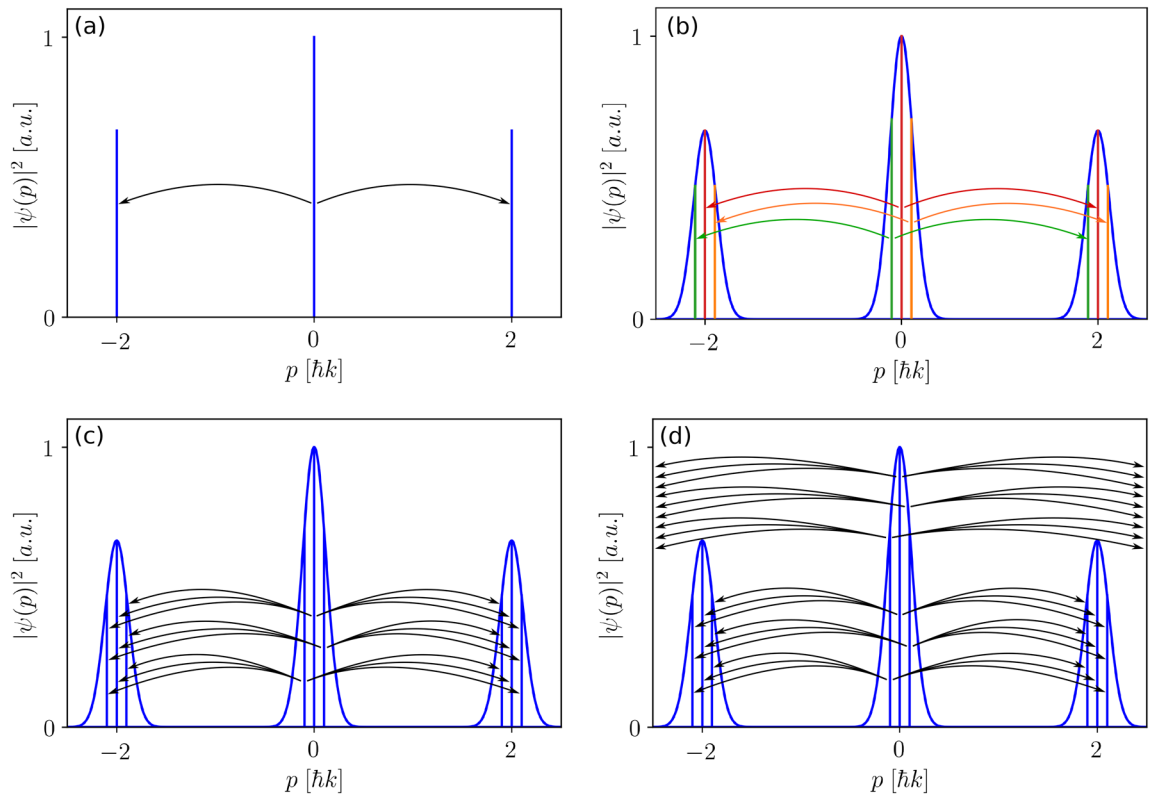 (a)
|ψ(p)|² [a.u.]
1
0
−2 0 2
p [ħk]
(b)
|ψ(p)|² [a.u.]
1
0
−2 0 2
p [ħk]
(c)
|ψ(p)|² [a.u.]
1
0
−2 0 2
p [ħk]
(d)
|ψ(p)|² [a.u.]
1
0
−2 0 2
p [ħk]